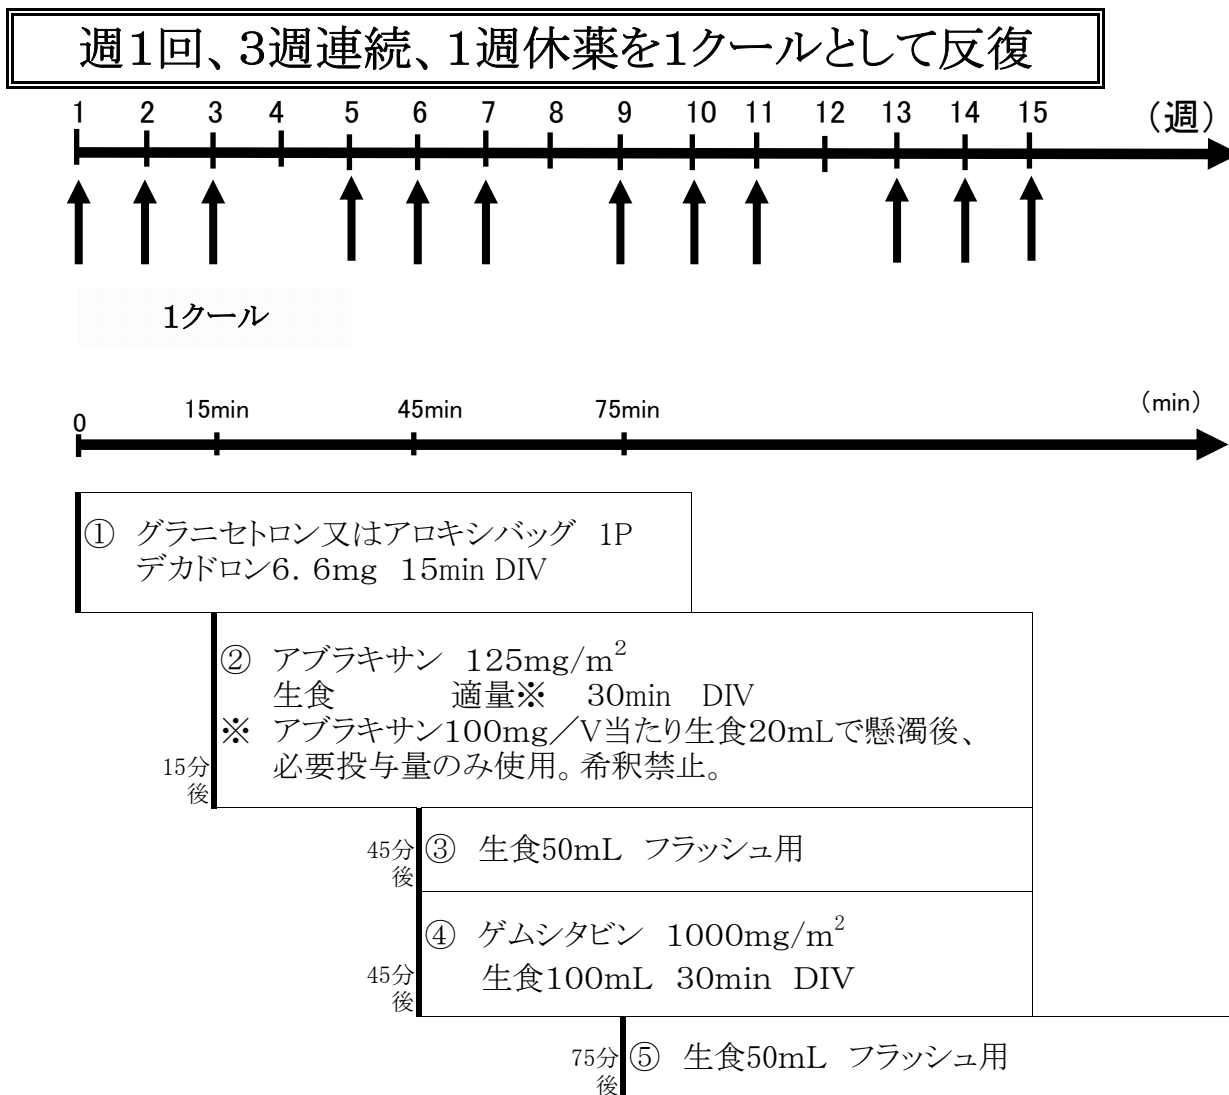 週1回、3週連続、1週休薬を1クールとして反復
1 2 3 4 5 6 7 8 9 10 11 12 13 14 15 （週）
1クール
0 15min 45min 75min （min）
① グラニセトロン又はアロキシバッグ 1P
デカドロン6．6mg 15min DIV
② アブラキサン 125mg/m²
生食 適量※ 30min DIV
※ アブラキサン100mg／V当たり生食20mLで懸濁後、
必要投与量のみ使用。希釈禁止。
15分
後
45分
後
③ 生食50mL フラッシュ用
④ ゲムシタビン 1000mg/m²
生食100mL 30min DIV
45分
後
75分
後
⑤ 生食50mL フラッシュ用